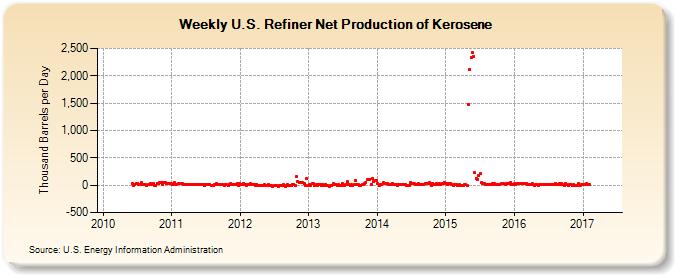 Weekly U.S. Refiner Net Production of Kerosene
Thousand Barrels per Day
2,500
2,000
1,500
1,000
500
0
-500
2010 2011 2012 2013 2014 2015 2016 2017
Source: U.S. Energy Information Administration